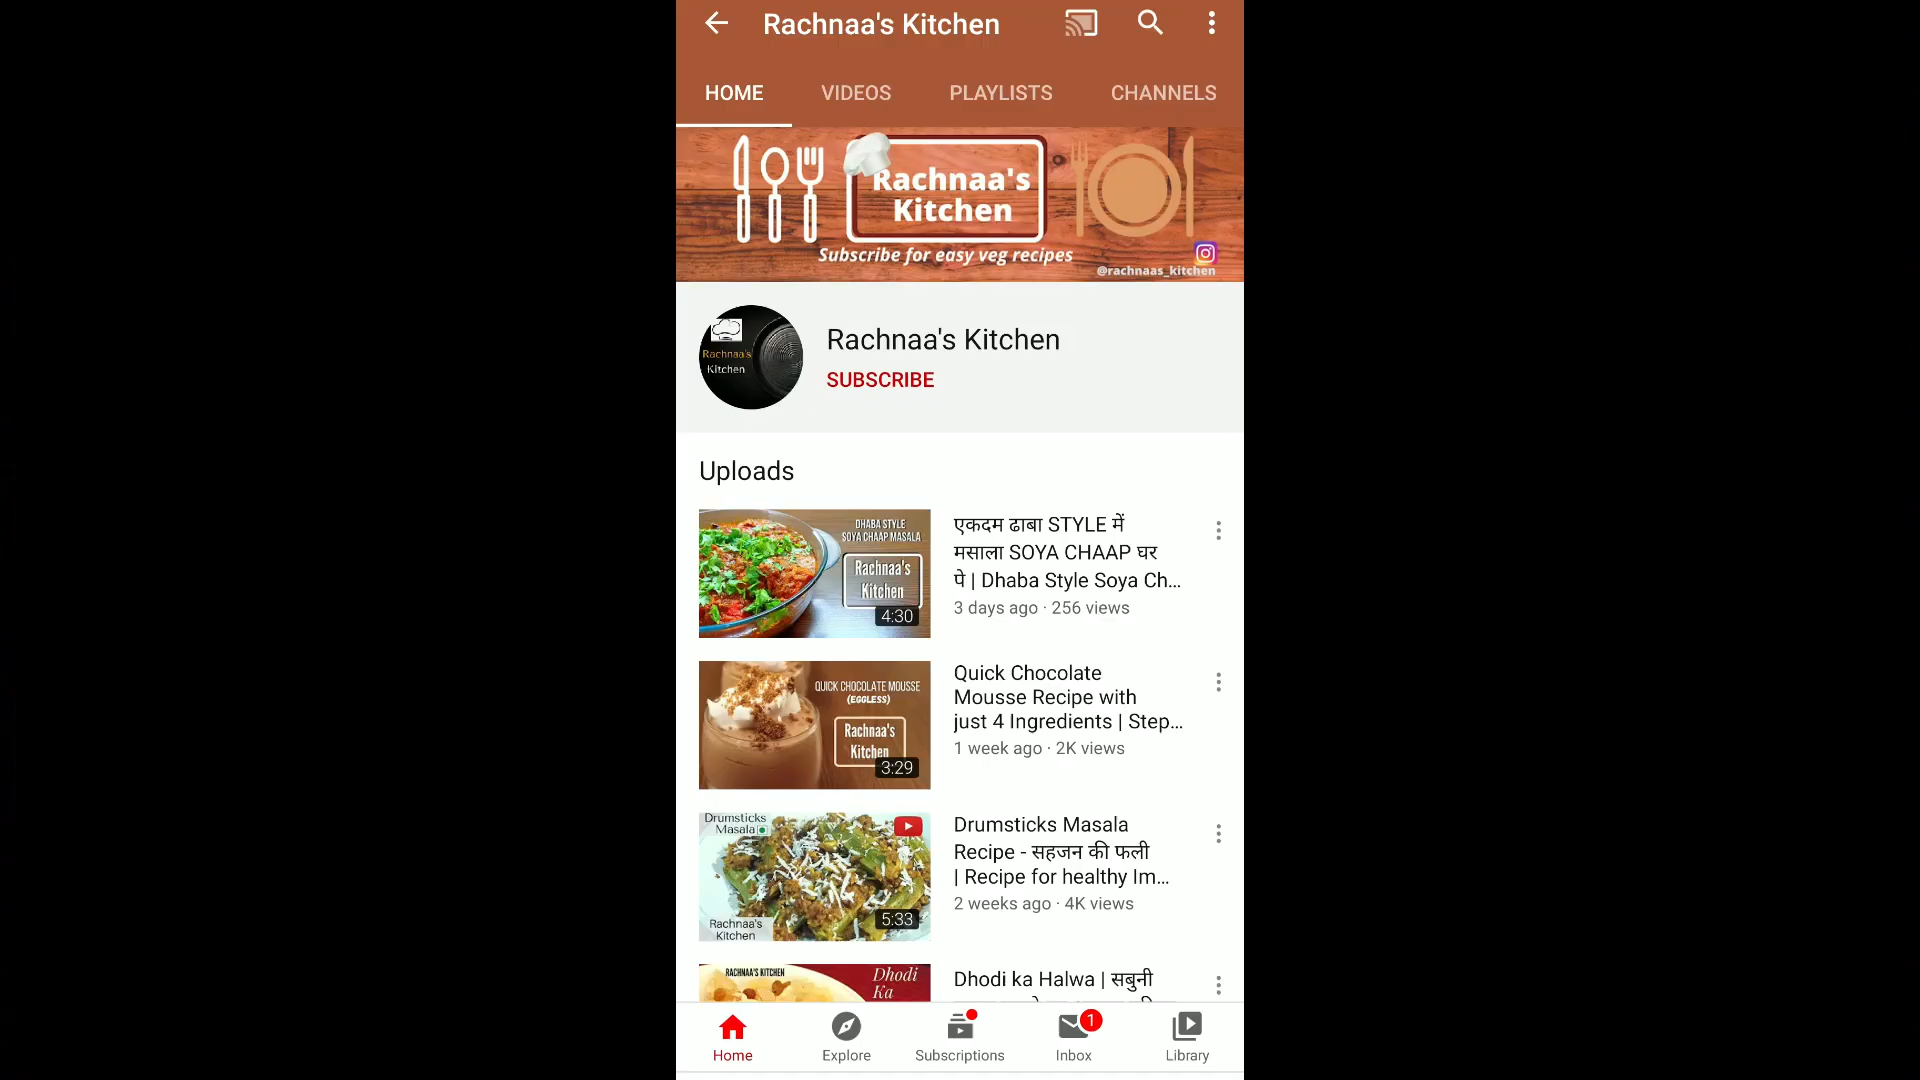 Rachnaa's Kitchen
HOME
VIDEOS
PLAYLISTS
CHANNELS
Rachnaa's
Kitchen
Subscribe for easy veg recipes
@rachnaas_kitchen
Rachnaa's
Kitchen
Rachnaa's Kitchen
SUBSCRIBE
Uploads
DHABA STYLE
SOYA CHAAP MASALA
Rachnaa's
Kitchen
4:30
एकदम ढाबा STYLE में
मसाला SOYA CHAAP घर
पे | Dhaba Style Soya Ch...
3 days ago · 256 views
QUICK CHOCOLATE MOUSSE
(EGGLESS)
Rachnaa's
Kitchen
3:29
Quick Chocolate
Mousse Recipe with
just 4 Ingredients | Step...
1 week ago · 2K views
Drumsticks
Masala
Rachnaa's
Kitchen
5:33
Drumsticks Masala
Recipe - सहजन की फली
| Recipe for healthy Im...
2 weeks ago · 4K views
RACHNAA'S KITCHEN
Dhodi
Ka
Dhodi ka Halwa | सबुनी
Home
Explore
Subscriptions
1
Inbox
Library